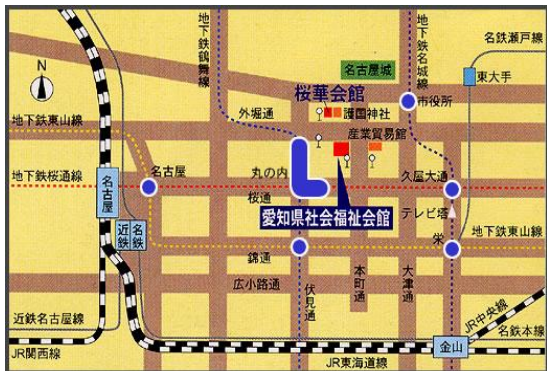 地下鉄鶴舞線
地下鉄名城線
名鉄瀬戸線
N
名古屋城
東大手
桜華会館
市役所
外堀通
護国神社
地下鉄東山線
産業貿易館
名古屋
丸の内
久屋大通
地下鉄桜通線
名古屋
桜通
愛知県社会福祉会館
テレビ塔
近鉄
名鉄
栄
地下鉄東山線
錦通
広小路通
伏見通
本町通
大津通
近鉄名古屋線
JR中央線
名鉄本線
金山
JR関西線
JR東海道線